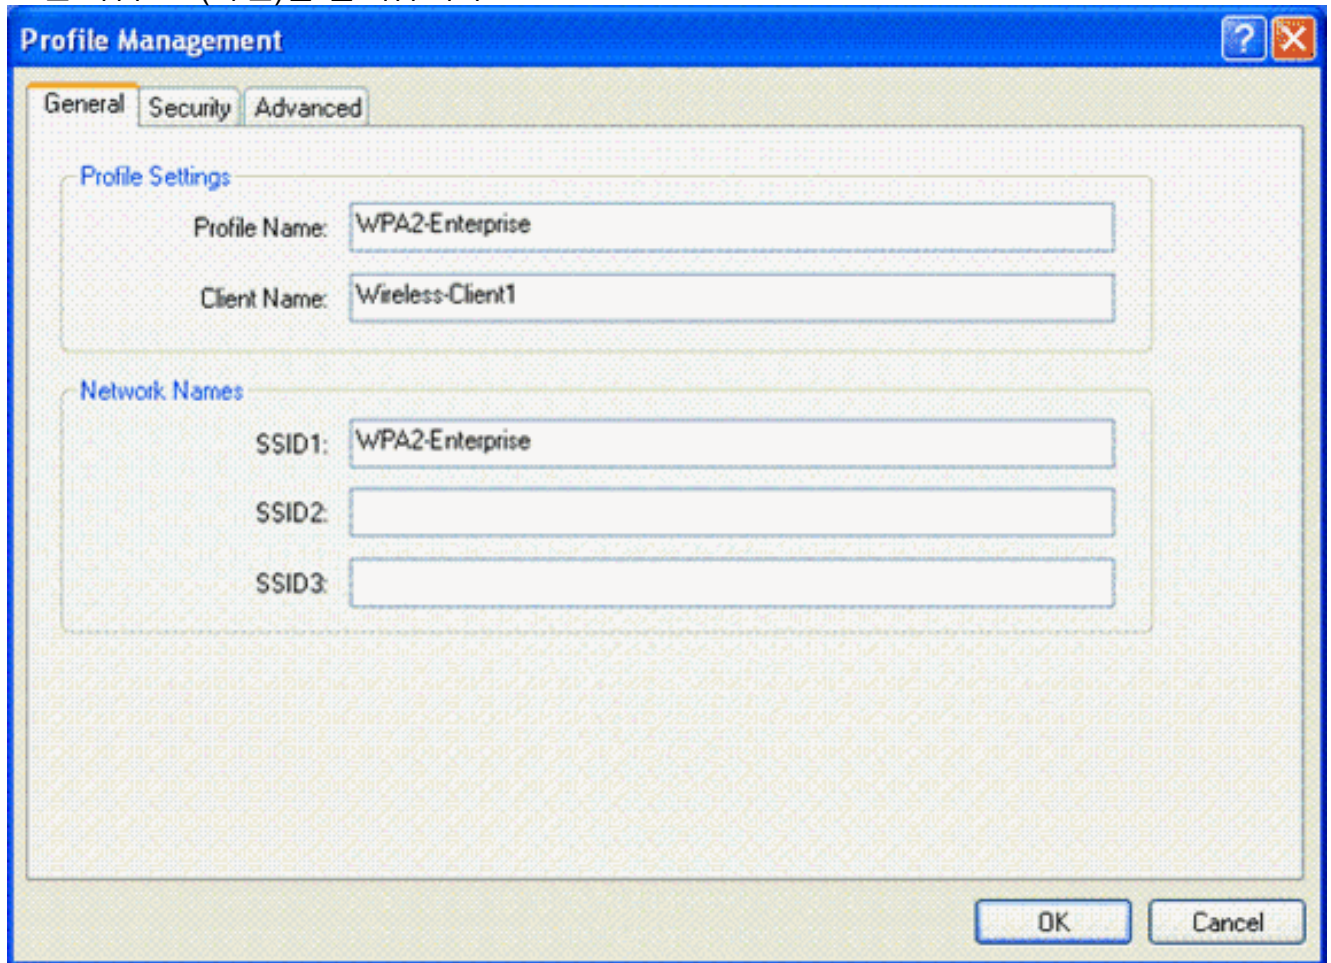 Profile Management
General Security Advanced
Profile Settings
Profile Name: WPA2-Enterprise
Client Name: Wireless-Client1
Network Names
SSID1: WPA2-Enterprise
SSID2:
SSID3:
OK Cancel